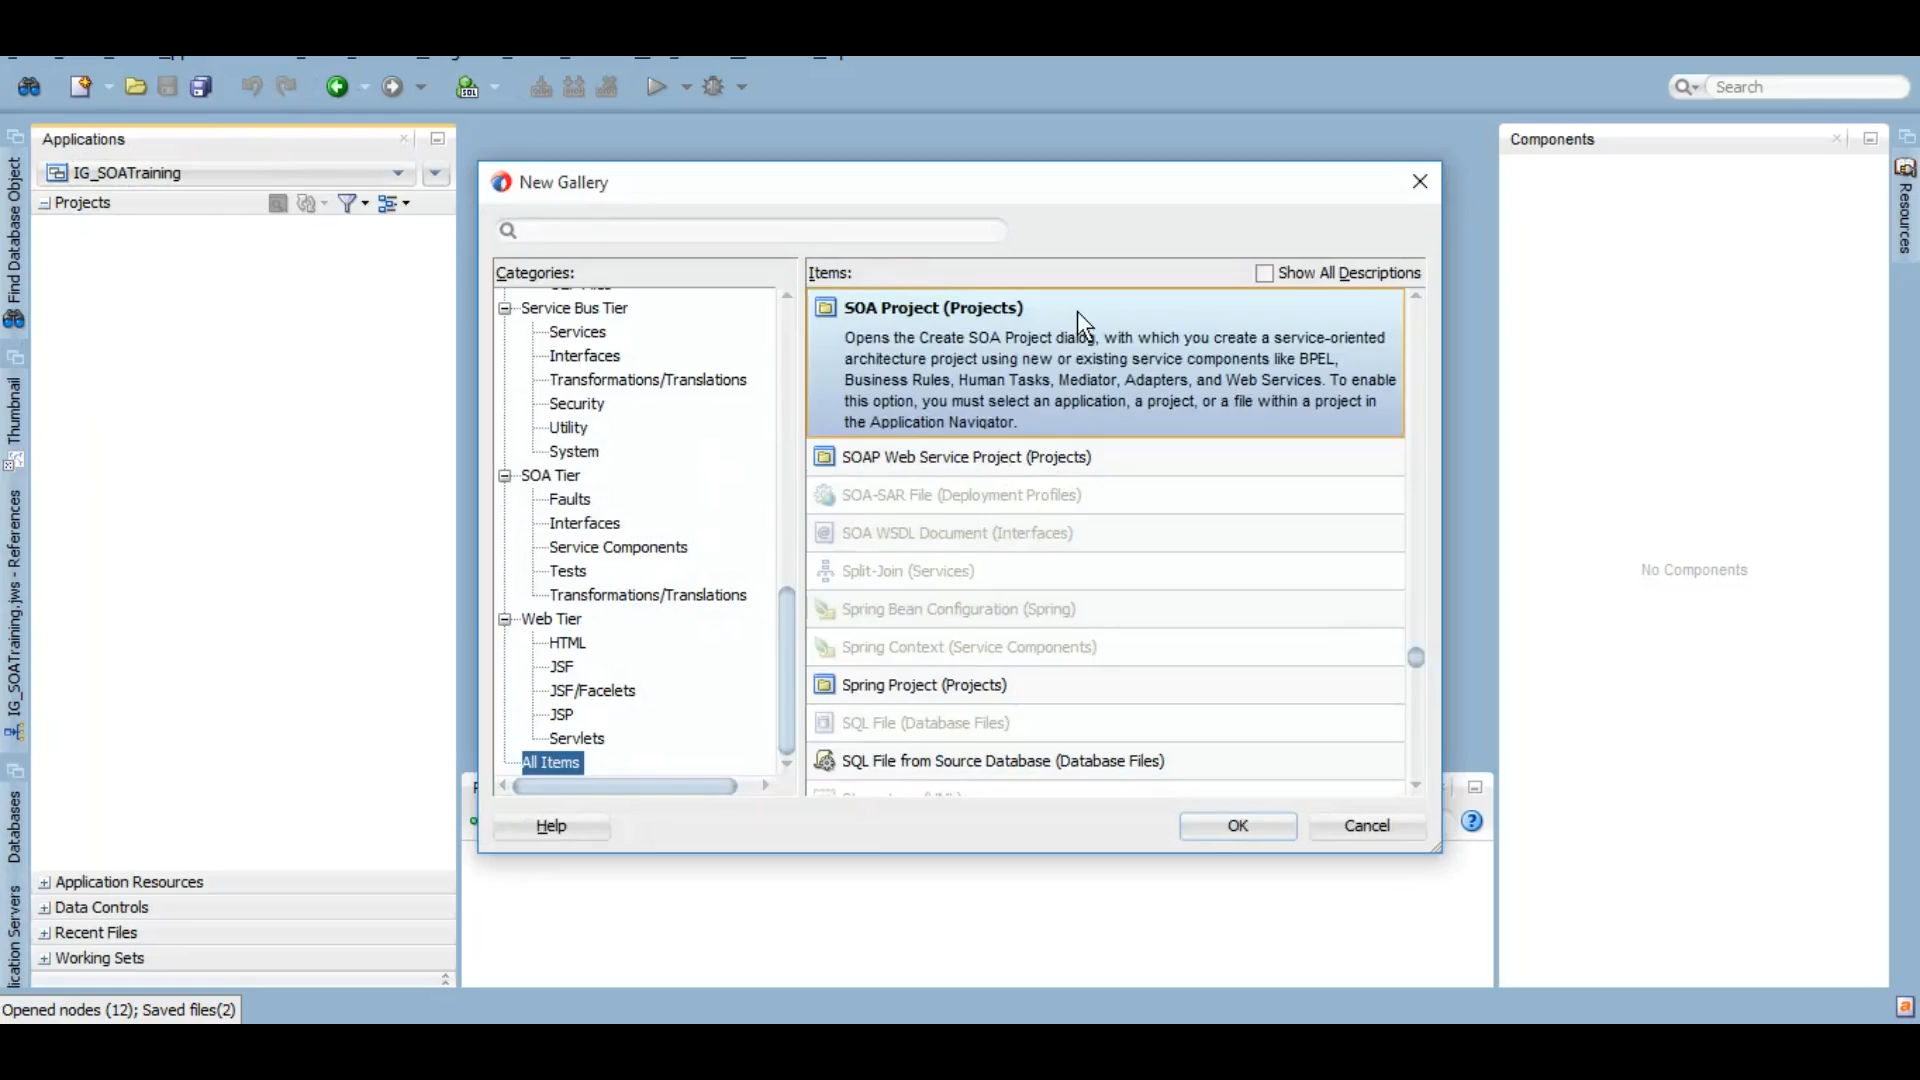 SQL
Search
Applications
IG_SOATraining
Projects
Find Database Object
Thumbnail
IG_SOATraining.jws - References
Databases
Application Resources
Data Controls
Recent Files
Working Sets
Opened nodes (12); Saved files(2)
New Gallery
Categories:
Service Bus Tier
Services
Interfaces
Transformations/Translations
Security
Utility
System
SOA Tier
Faults
Interfaces
Service Components
Tests
Transformations/Translations
Web Tier
HTML
JSF
JSF/Facelets
JSP
Servlets
All Items
Items:
Show All Descriptions
SOA Project (Projects)
Opens the Create SOA Project dialog, with which you create a service-oriented
architecture project using new or existing service components like BPEL,
Business Rules, Human Tasks, Mediator, Adapters, and Web Services. To enable
this option, you must select an application, a project, or a file within a project in
the Application Navigator.
SOAP Web Service Project (Projects)
SOA-SAR File (Deployment Profiles)
SOA WSDL Document (Interfaces)
Split-Join (Services)
Spring Bean Configuration (Spring)
Spring Context (Service Components)
Spring Project (Projects)
SQL File (Database Files)
SQL File from Source Database (Database Files)
Help
OK
Cancel
Components
No Components
Resources